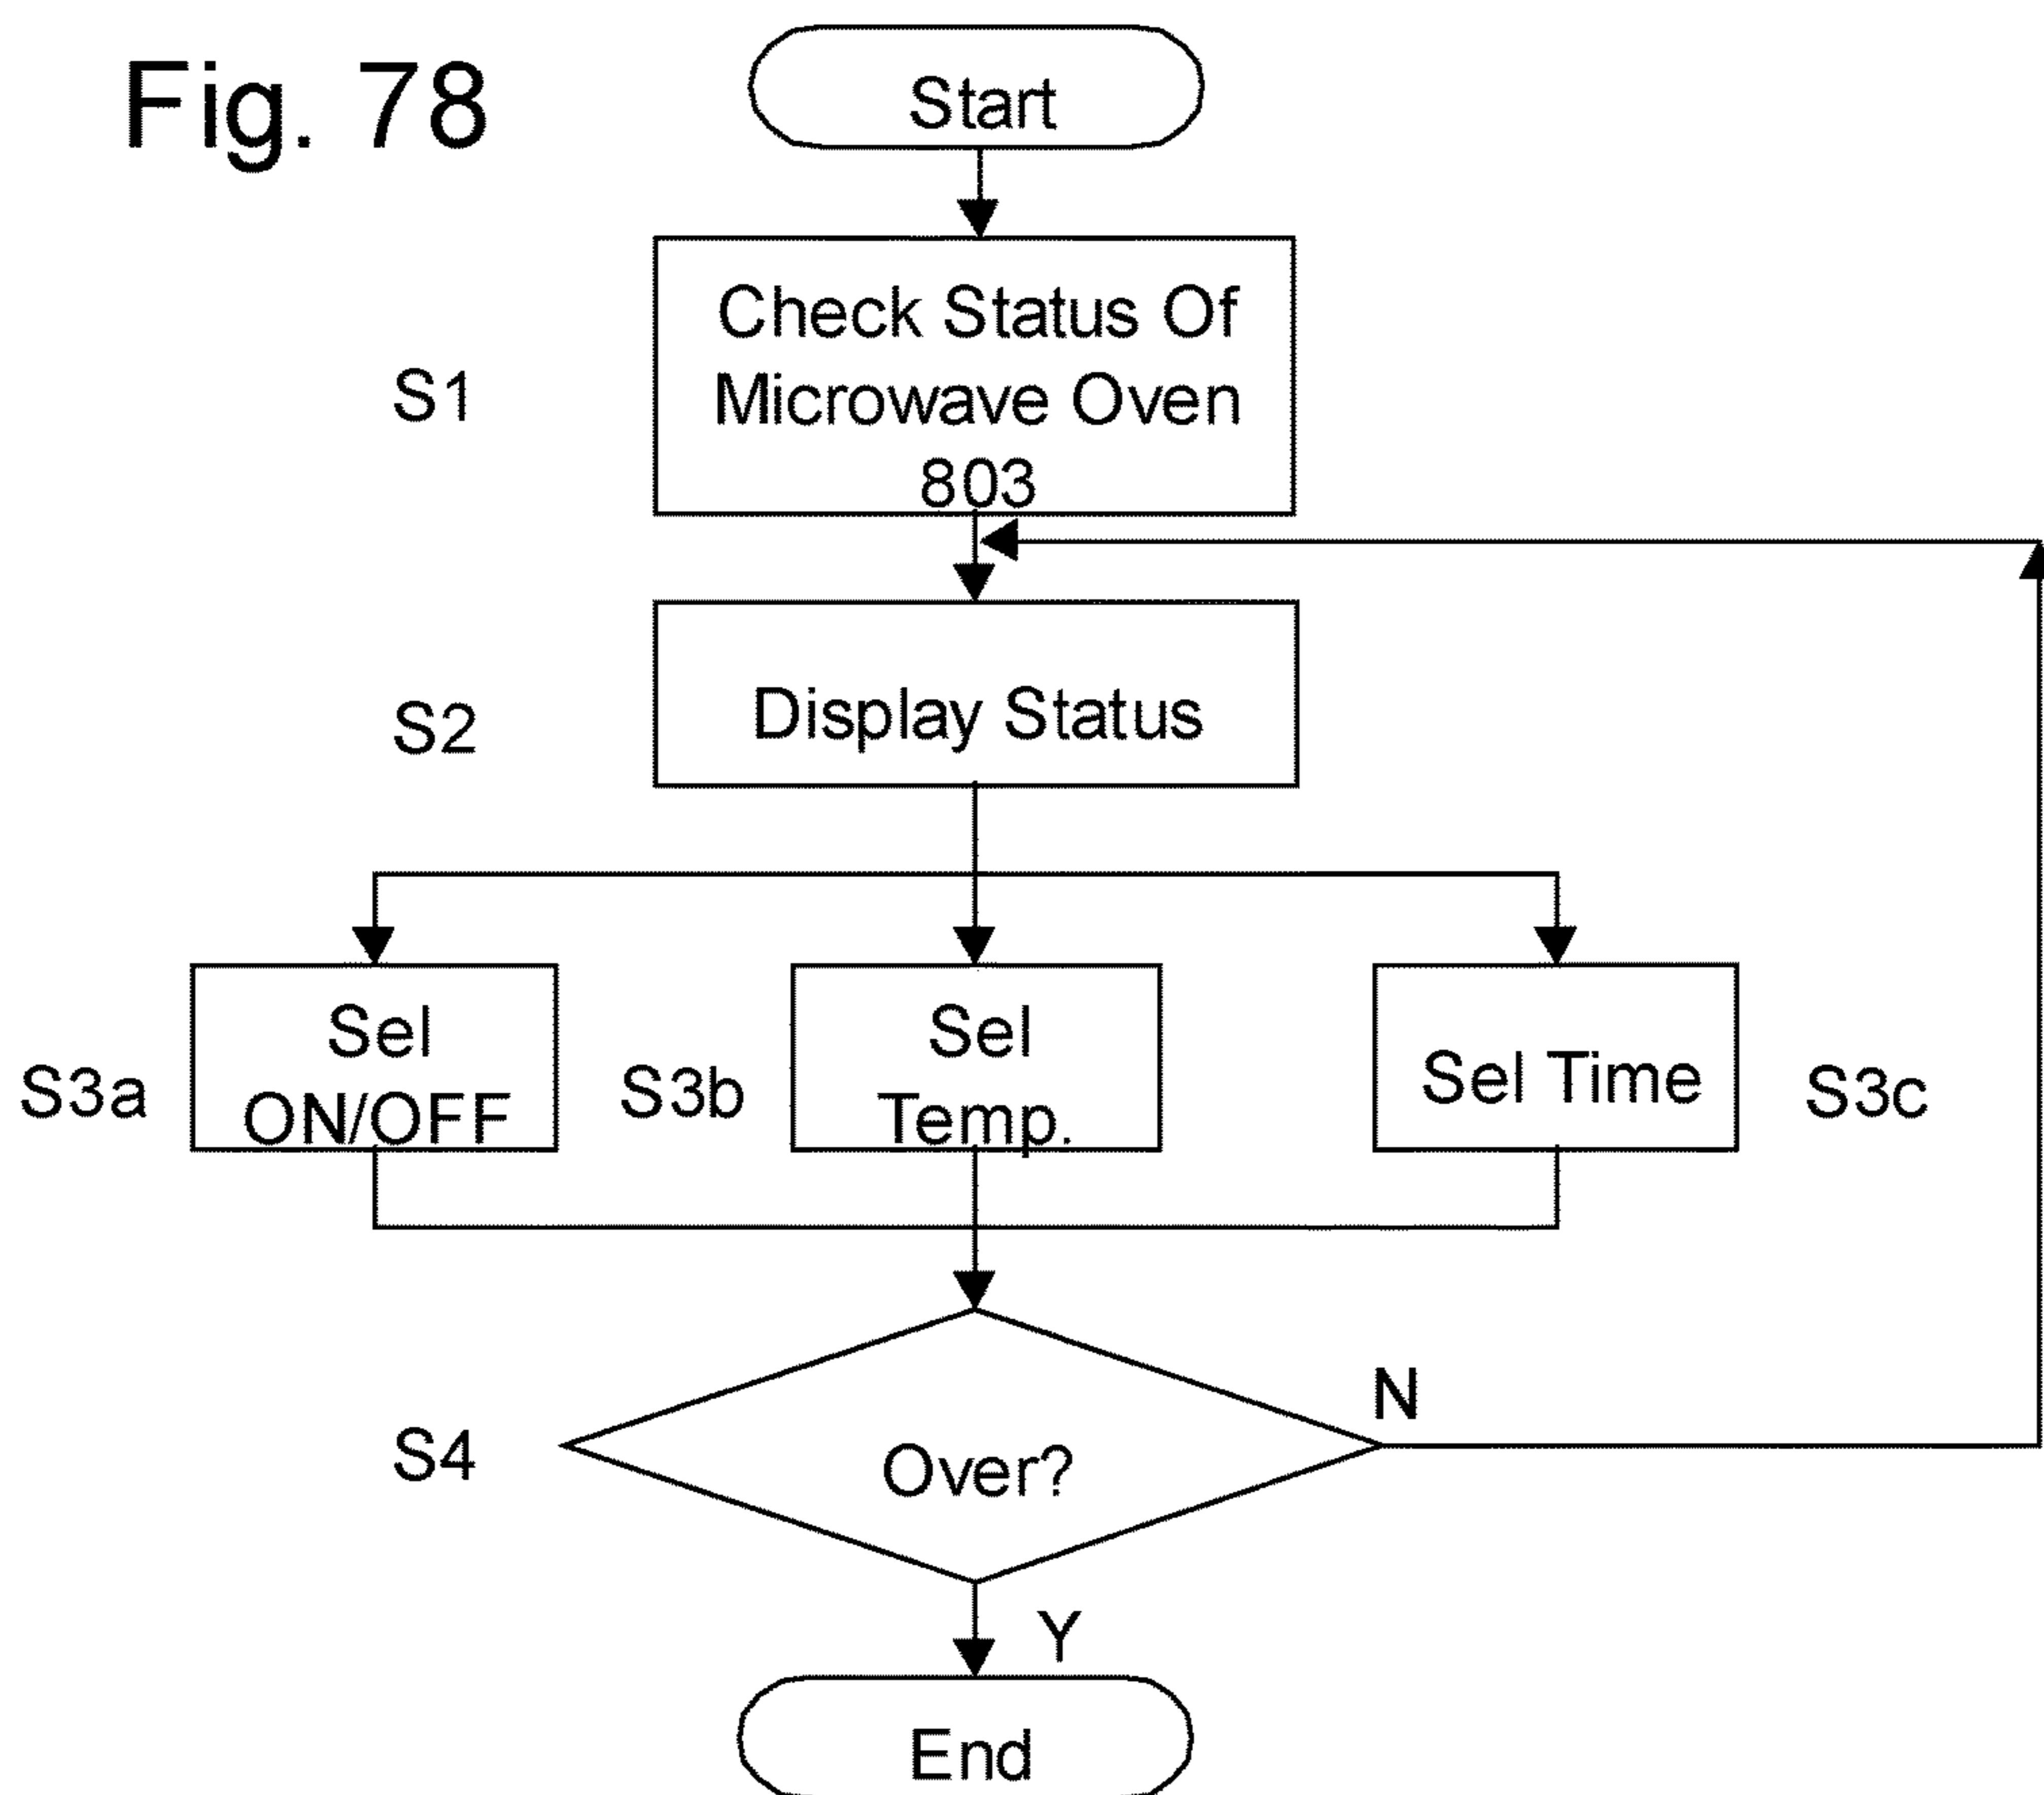 Fig. 78
Start
S1
Check Status Of
Microwave Oven
803
S2
Display Status
S3a
Sel
ON/OFF
S3b
Sel
Temp.
Sel Time
S3c
S4
Over?
N
Y
End